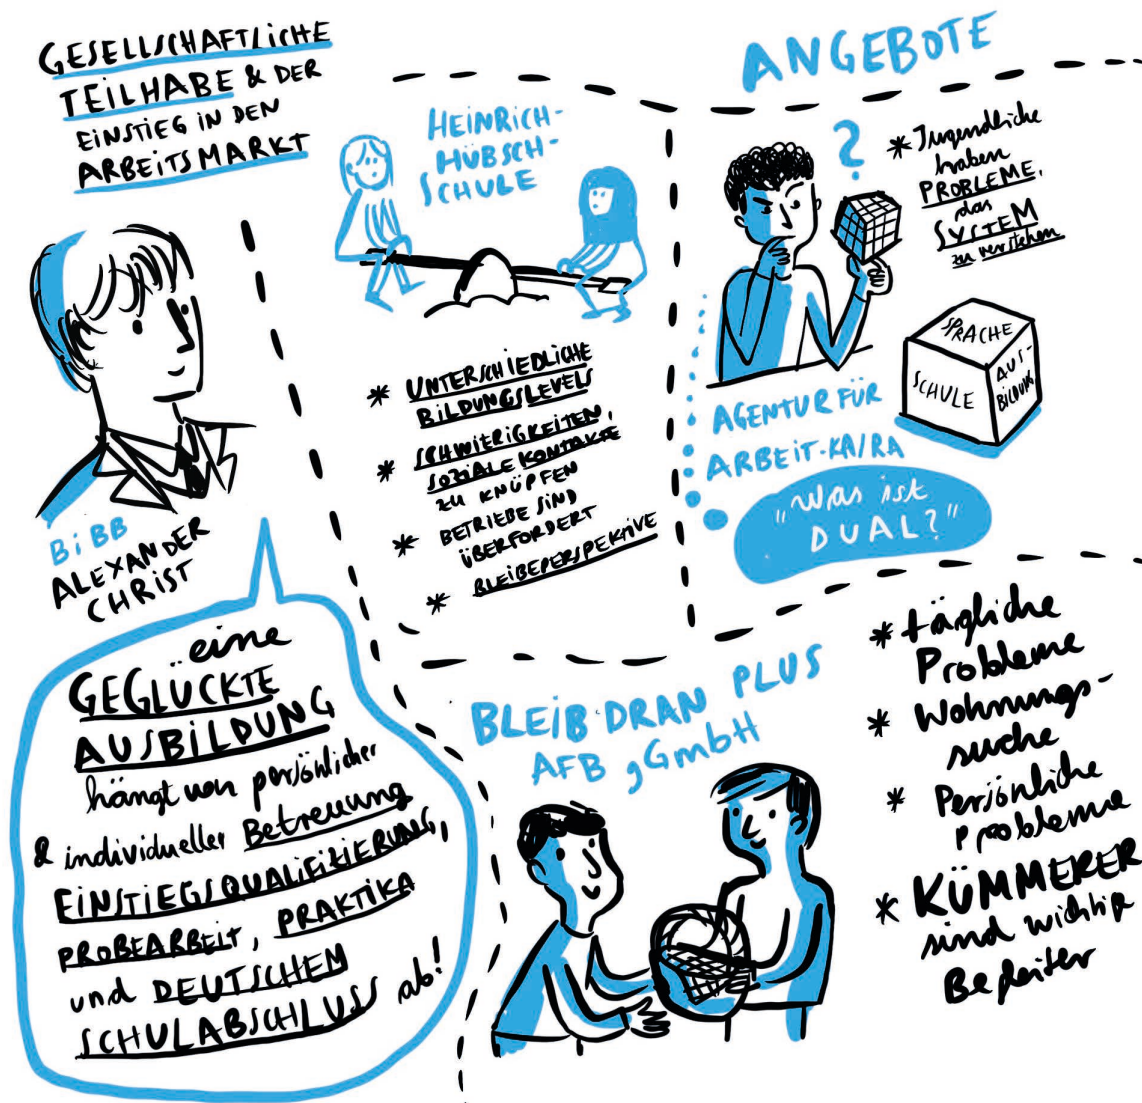 GESELLSCHAFTLICHE
TEILHABE & DER
EINSTIEG IN DEN
ARBEITSMARKT
BiBB
ALEXANDER
CHRIST
eine
GEGLÜCKTE
AUSBILDUNG
hängt von persönlicher
& individueller Betreuung,
EINSTIEGSQUALIFIZIERUNG,
PROBEARBEIT, PRAKTIKA
und DEUTSCHEM
SCHULABSCHLUSS ab!
HEINRICH-
HÜBSCH-
SCHULE
* UNTERSCHIEDLICHE
BILDUNGSLEVELS
* SCHWIERIGKEITEN,
SOZIALE KONTAKTE
ZU KNÜPFEN
* BETRIEBE SIND
ÜBERFORDERT
* BLEIBEPERSPEKTIVE
ANGEBOTE
?
* Jugendliche
haben
PROBLEME,
das
SYSTEM
zu verstehen
SPRACHE
SCHULE
AUS-
BILDUNG
AGENTUR FÜR
ARBEIT-KA/RA
"Was ist
DUAL?"
BLEIB DRAN PLUS
AFB gGmbH
* tägliche
Probleme
* Wohnungs-
suche
* Persönliche
Probleme
* KÜMMERER
sind wichtige
Begleiter